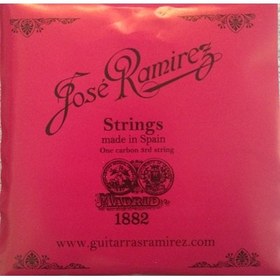 José Ramirez
Strings
made in Spain
One carbon 3rd string
1882
www.guitarrasramirez.com